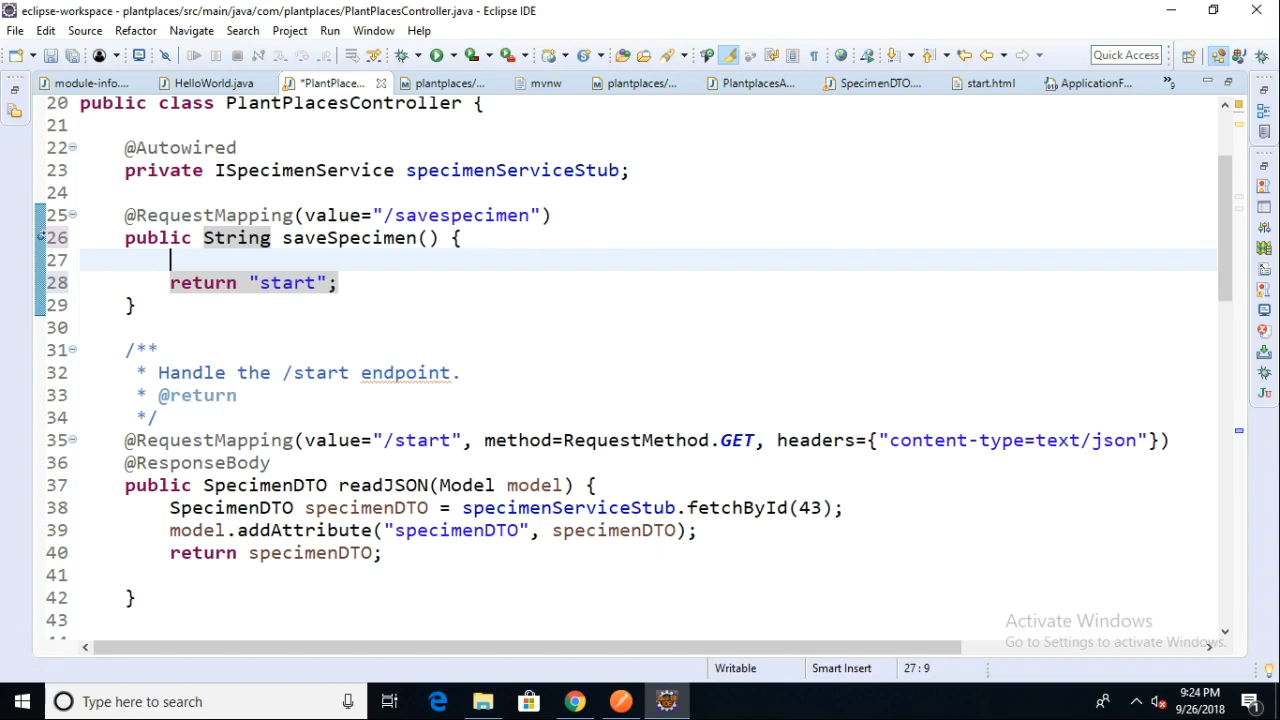 eclipse-workspace - plantplaces/src/main/java/com/plantplaces/PlantPlacesController.java - Eclipse IDE
File Edit Source Refactor Navigate Search Project Run Window Help
Quick Access
module-info.... HelloWorld.java *PlantPlace... plantplaces/... mvnw plantplaces/... PlantplacesA... SpecimenDTO.... start.html ApplicationF... »9
20 public class PlantPlacesController {
21
22 @Autowired
23 private ISpecimenService specimenServiceStub;
24
25 @RequestMapping(value="/savespecimen")
26 public String saveSpecimen() {
27
28 return "start";
29 }
30
31 /**
32 * Handle the /start endpoint.
33 * @return
34 */
35 @RequestMapping(value="/start", method=RequestMethod.GET, headers={"content-type=text/json"})
36 @ResponseBody
37 public SpecimenDTO readJSON(Model model) {
38 SpecimenDTO specimenDTO = specimenServiceStub.fetchById(43);
39 model.addAttribute("specimenDTO", specimenDTO);
40 return specimenDTO;
41
42 }
43
Activate Windows
Go to Settings to activate Windows.
Writable Smart Insert 27 : 9
Type here to search
9:24 PM
9/26/2018